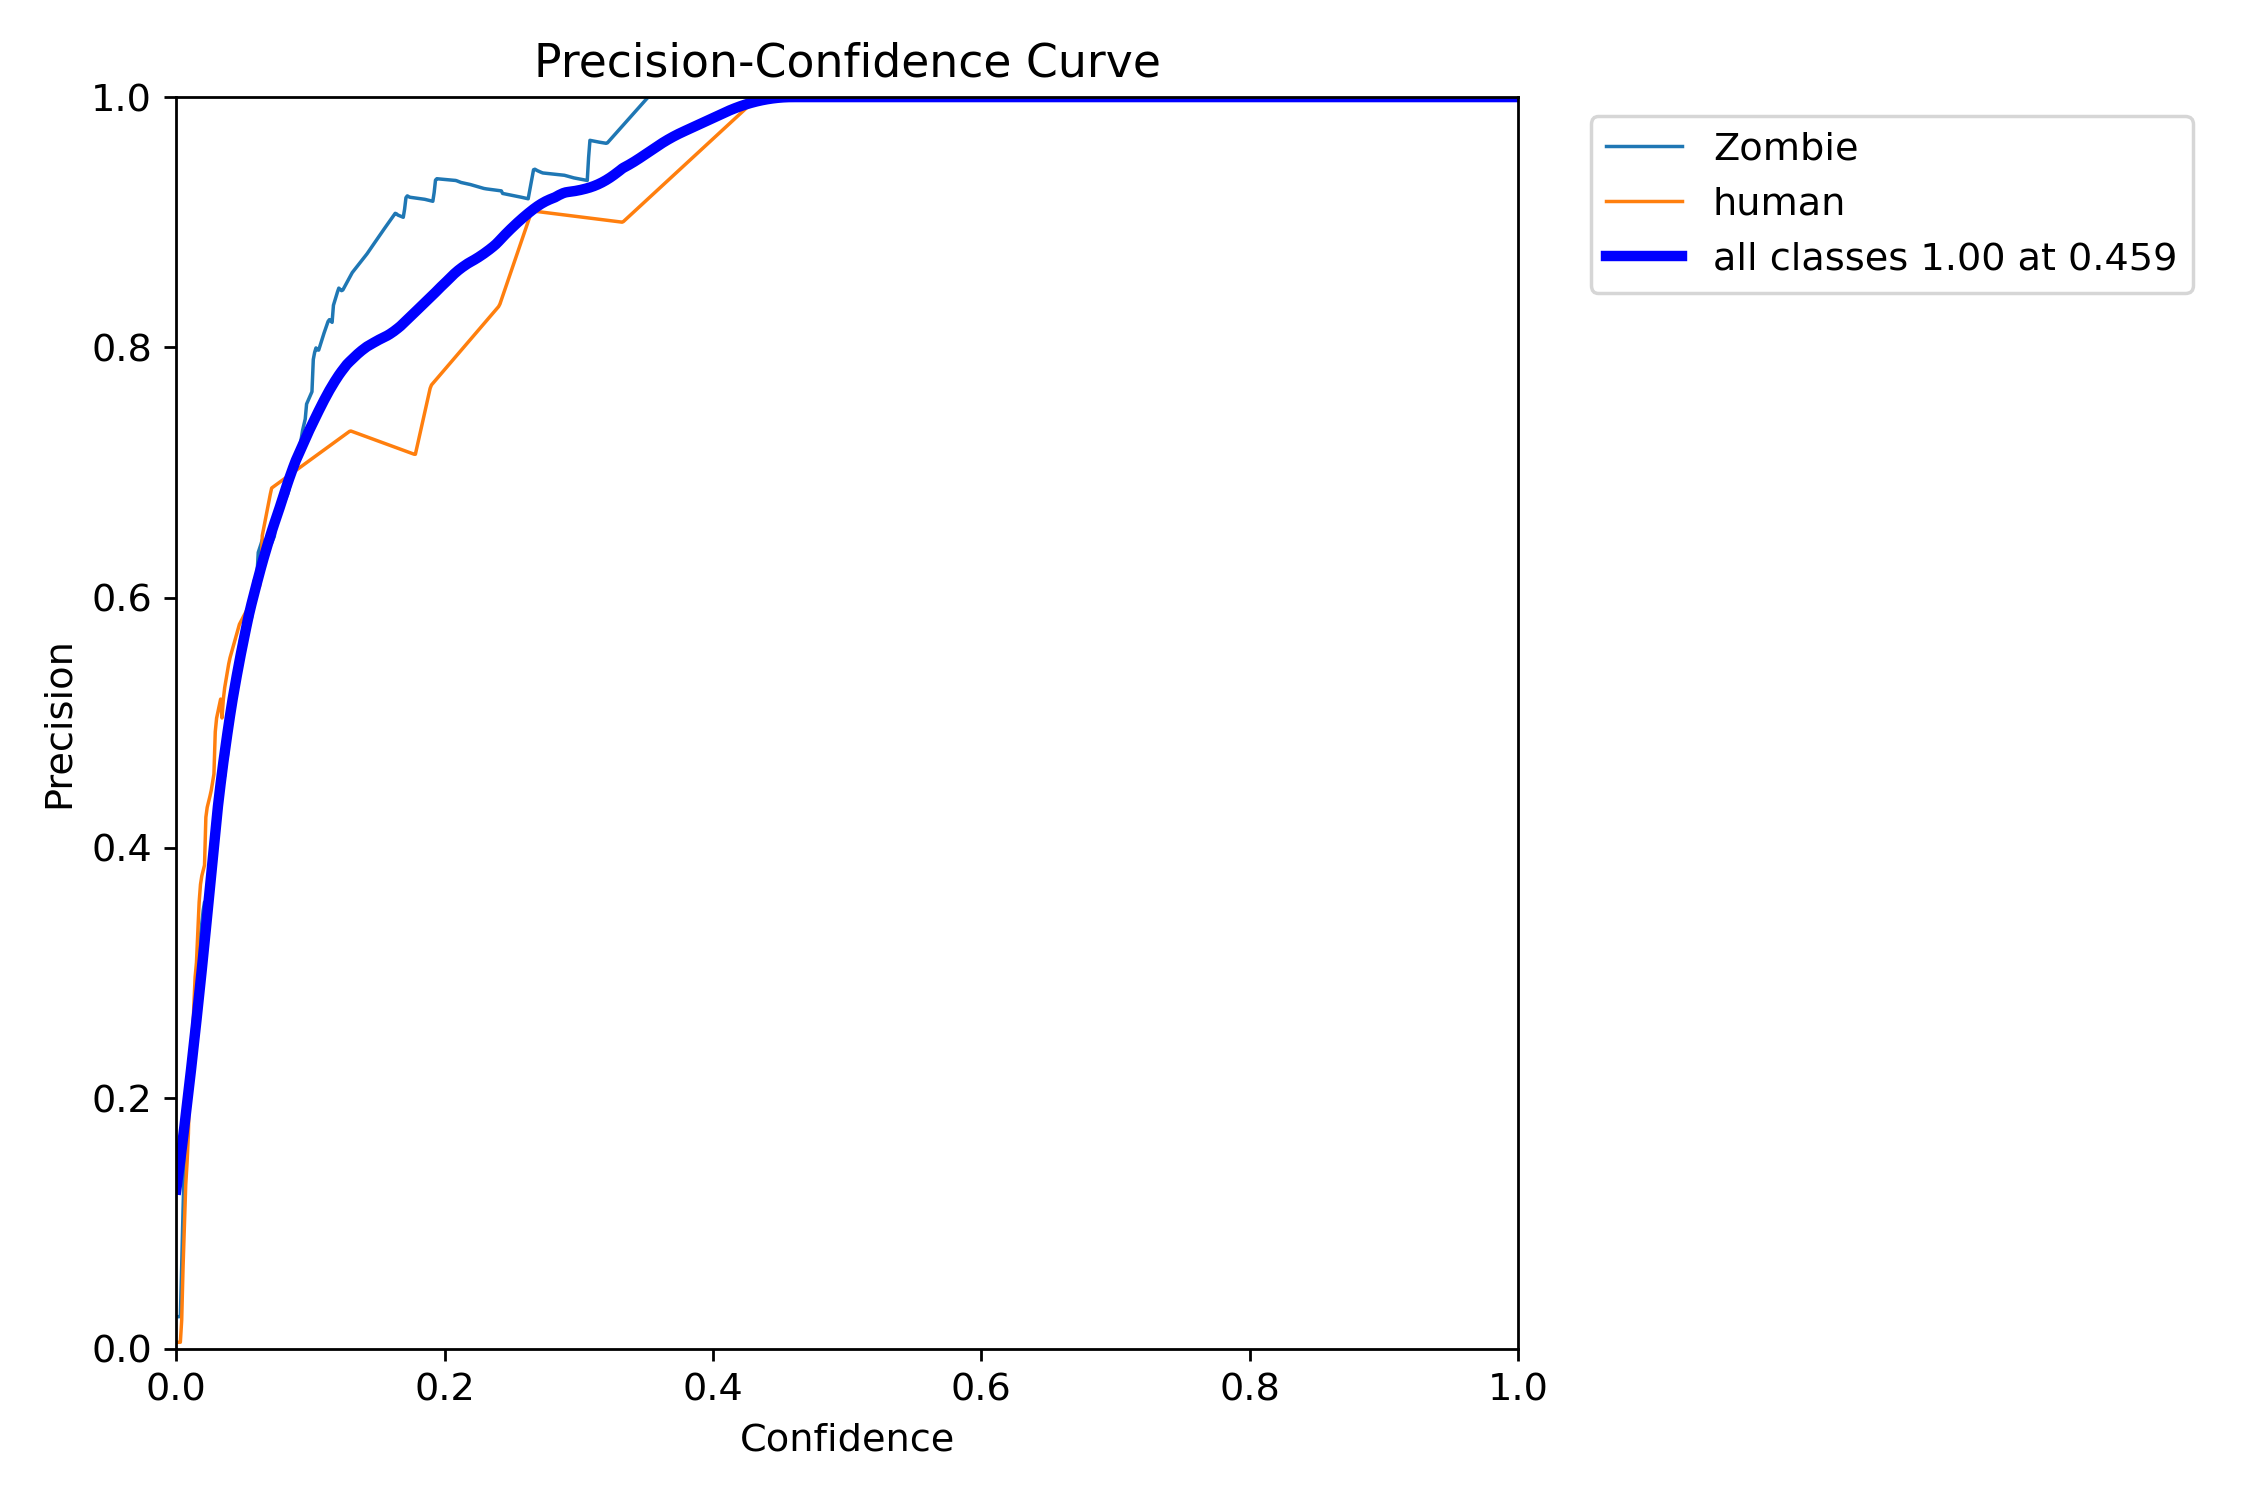 Precision-Confidence Curve
1.0
0.8
0.6
0.4
0.2
0.0
Precision
0.0 0.2 0.4 0.6 0.8 1.0
Confidence
Zombie
human
all classes 1.00 at 0.459